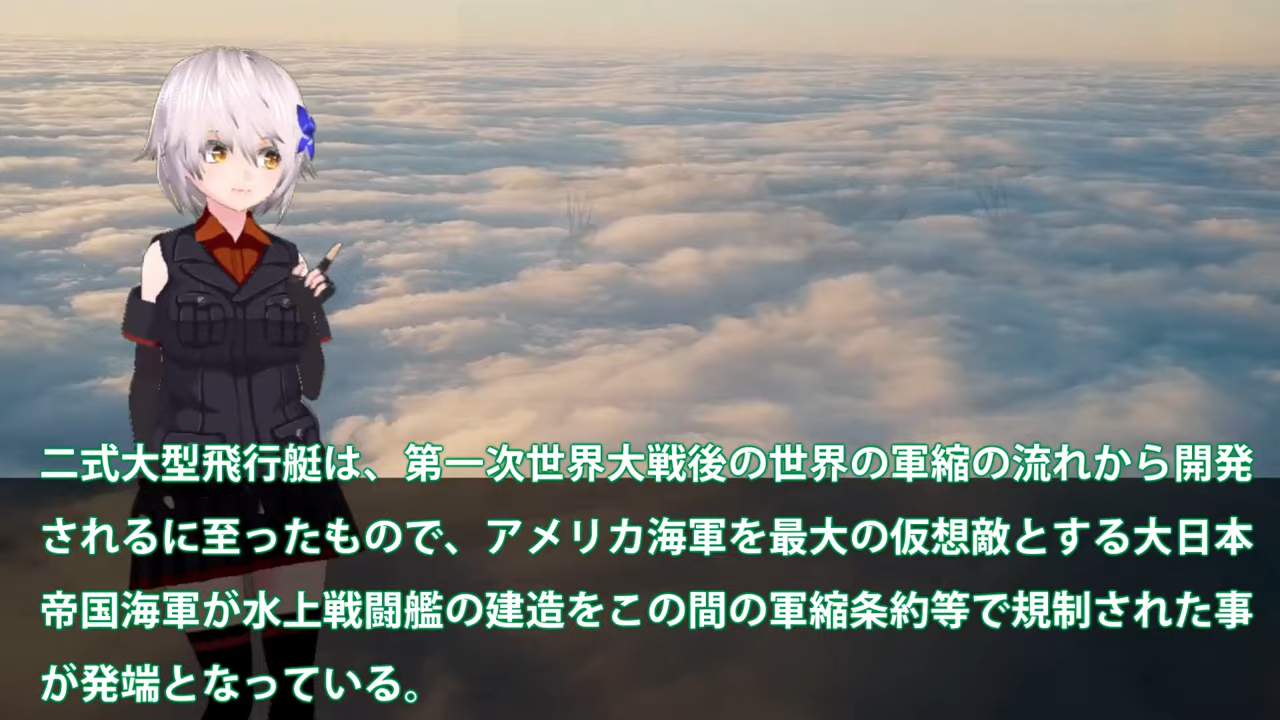 二式大型飛行艇は、第一次世界大戦後の世界の軍縮の流れから開発
されるに至ったもので、アメリカ海軍を最大の仮想敵とする大日本
帝国海軍が水上戦闘艦の建造をこの間の軍縮条約等で規制された事
が発端となっている。